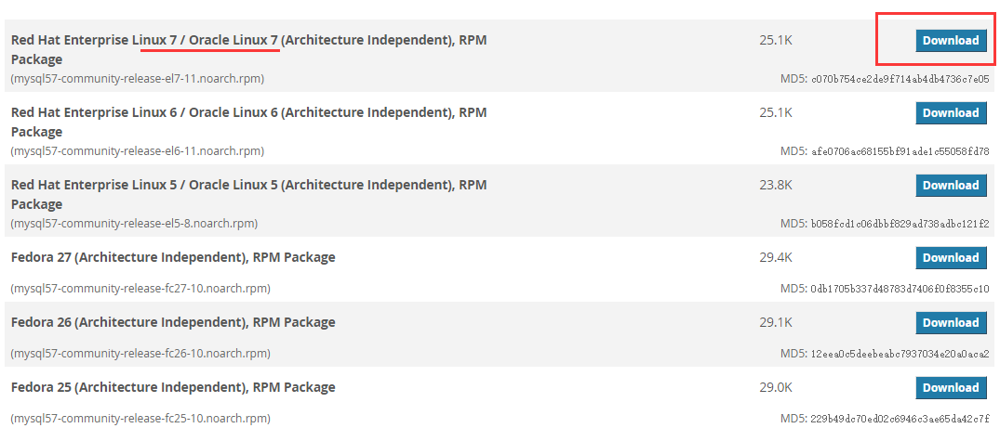 Red Hat Enterprise Linux 7 / Oracle Linux 7 (Architecture Independent), RPM 25.1K Download
Package
(mysql57-community-release-el7-11.noarch.rpm) MD5: c070b754ce2de9f714ab4db4736c7e05
Red Hat Enterprise Linux 6 / Oracle Linux 6 (Architecture Independent), RPM 25.1K Download
Package
(mysql57-community-release-el6-11.noarch.rpm) MD5: afe0706ac68155bf91ade1c55058fd78
Red Hat Enterprise Linux 5 / Oracle Linux 5 (Architecture Independent), RPM 23.8K Download
Package
(mysql57-community-release-el5-8.noarch.rpm) MD5: b058fcd1c06dbbf829ad738adbc121f2
Fedora 27 (Architecture Independent), RPM Package 29.4K Download
(mysql57-community-release-fc27-10.noarch.rpm) MD5: 0db1705b337d48783d7406f0f8355c10
Fedora 26 (Architecture Independent), RPM Package 29.1K Download
(mysql57-community-release-fc26-10.noarch.rpm) MD5: 12eea0c5deebeabc7937034e20a0aca2
Fedora 25 (Architecture Independent), RPM Package 29.0K Download
(mysql57-community-release-fc25-10.noarch.rpm) MD5: 229b49dc70ed02c6946c3ae65da42c7f